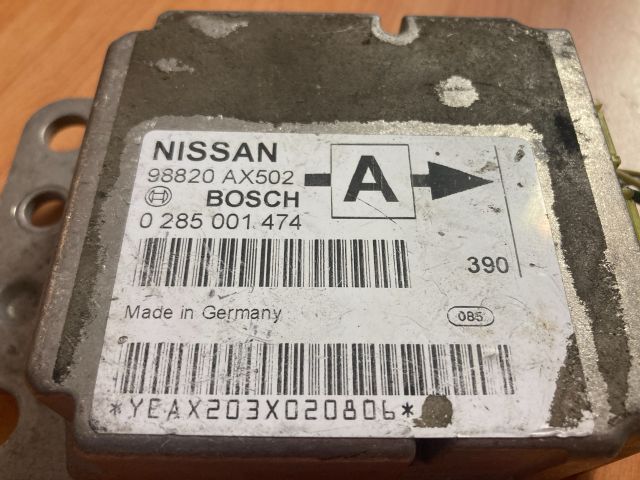 NISSAN
98820 AX502
A
BOSCH
0 285 001 474
390
Made in Germany
085
*YEAX203X020806*